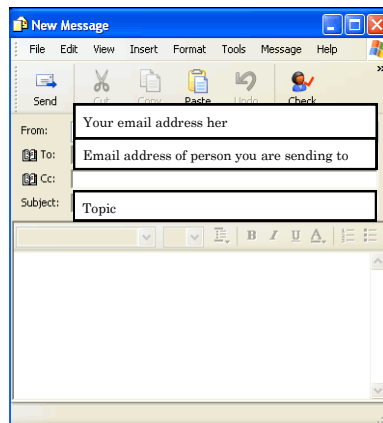 New Message
File Edit View Insert Format Tools Message Help
Send Cut Copy Paste Undo Check
From: Your email address her
To: Email address of person you are sending to
Cc:
Subject: Topic
B I U A